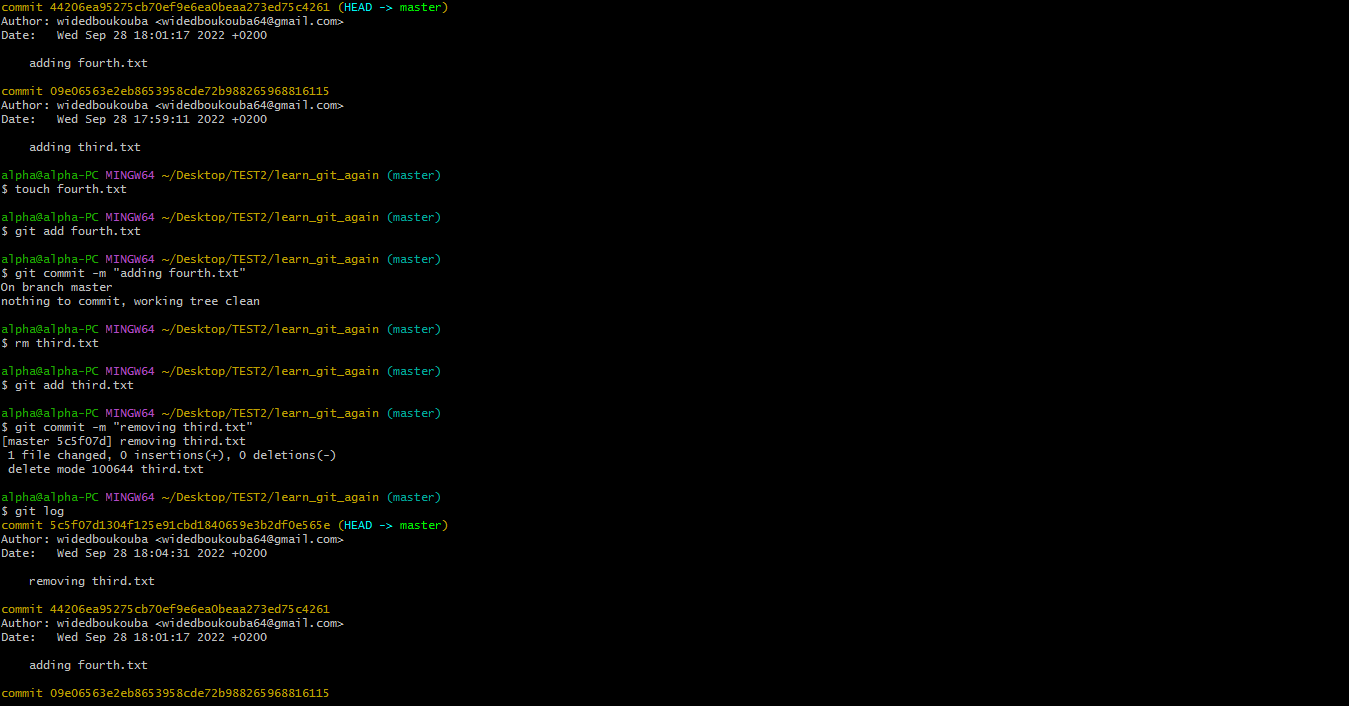 commit 44206ea95275cb70ef9e6ea0beaa273ed75c4261 (HEAD -> master)
Author: widedboukouba <widedboukouba64@gmail.com>
Date:   Wed Sep 28 18:01:17 2022 +0200
    adding fourth.txt
commit 09e06563e2eb8653958cde72b988265968816115
Author: widedboukouba <widedboukouba64@gmail.com>
Date:   Wed Sep 28 17:59:11 2022 +0200
    adding third.txt
alpha@alpha-PC MINGW64 ~/Desktop/TEST2/learn_git_again (master)
$ touch fourth.txt
alpha@alpha-PC MINGW64 ~/Desktop/TEST2/learn_git_again (master)
$ git add fourth.txt
alpha@alpha-PC MINGW64 ~/Desktop/TEST2/learn_git_again (master)
$ git commit -m "adding fourth.txt"
On branch master
nothing to commit, working tree clean
alpha@alpha-PC MINGW64 ~/Desktop/TEST2/learn_git_again (master)
$ rm third.txt
alpha@alpha-PC MINGW64 ~/Desktop/TEST2/learn_git_again (master)
$ git add third.txt
alpha@alpha-PC MINGW64 ~/Desktop/TEST2/learn_git_again (master)
$ git commit -m "removing third.txt"
[master 5c5f07d] removing third.txt
 1 file changed, 0 insertions(+), 0 deletions(-)
 delete mode 100644 third.txt
alpha@alpha-PC MINGW64 ~/Desktop/TEST2/learn_git_again (master)
$ git log
commit 5c5f07d1304f125e91cbd1840659e3b2df0e565e (HEAD -> master)
Author: widedboukouba <widedboukouba64@gmail.com>
Date:   Wed Sep 28 18:04:31 2022 +0200
    removing third.txt
commit 44206ea95275cb70ef9e6ea0beaa273ed75c4261
Author: widedboukouba <widedboukouba64@gmail.com>
Date:   Wed Sep 28 18:01:17 2022 +0200
    adding fourth.txt
commit 09e06563e2eb8653958cde72b988265968816115